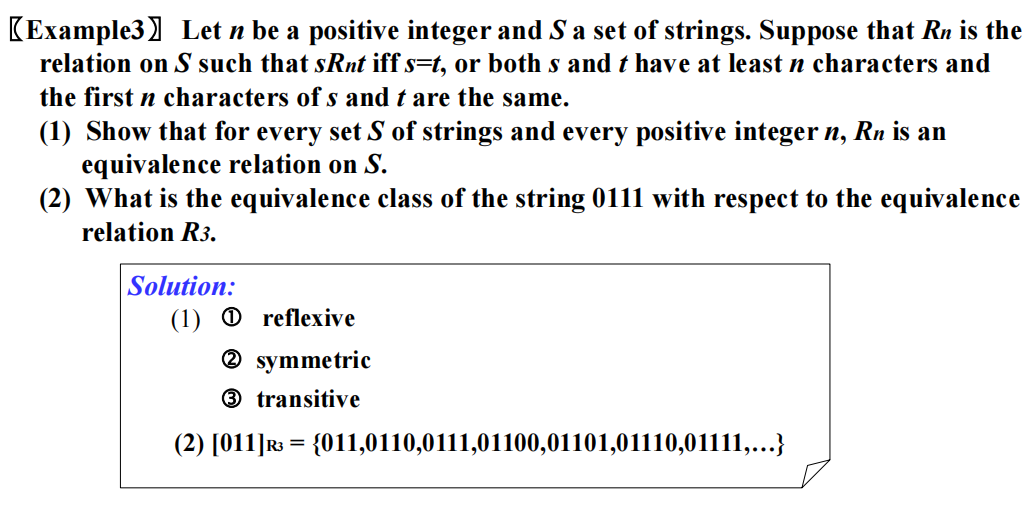 〖Example3〗 Let n be a positive integer and S a set of strings. Suppose that Rn is the
relation on S such that sRnt iff s=t, or both s and t have at least n characters and
the first n characters of s and t are the same.
(1) Show that for every set S of strings and every positive integer n, Rn is an
equivalence relation on S.
(2) What is the equivalence class of the string 0111 with respect to the equivalence
relation R3.
Solution:
(1) ① reflexive
② symmetric
③ transitive
(2) [011]R3 = {011,0110,0111,01100,01101,01110,01111,…}